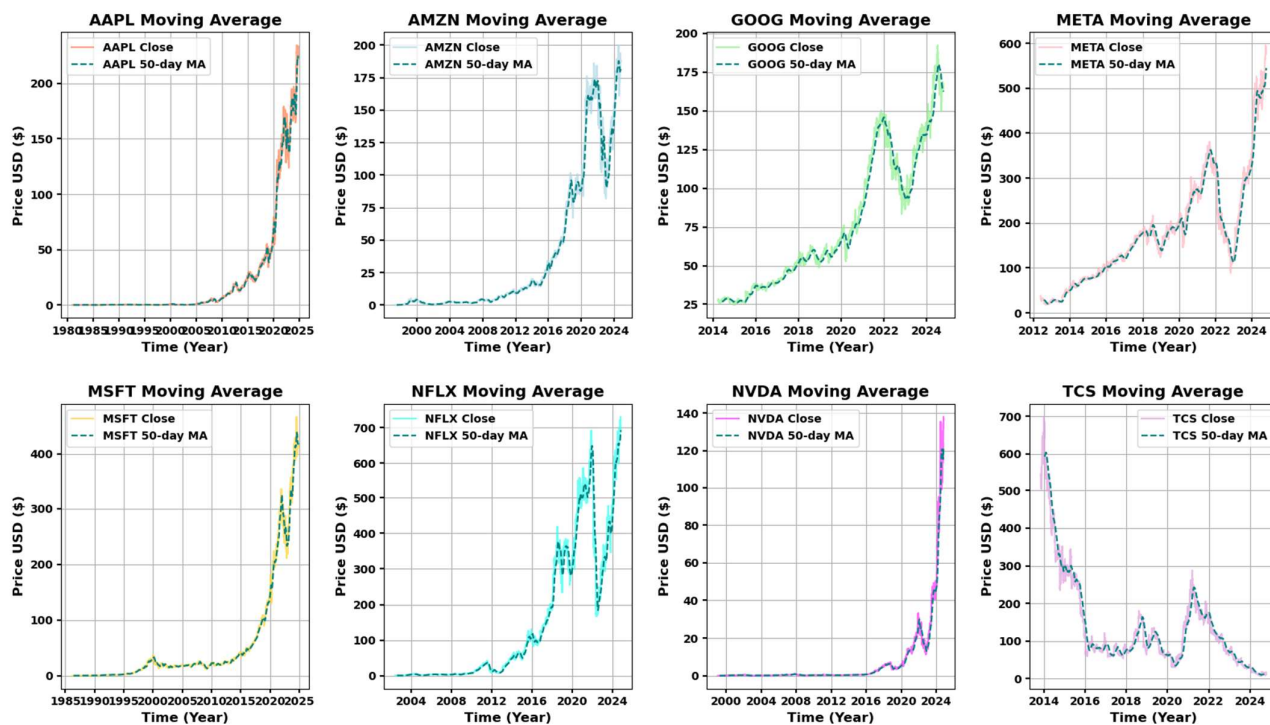 AAPL Moving Average
AAPL Close
AAPL 50-day MA
Price USD ($)
200
150
100
50
0
1980 1985 1990 1995 2000 2005 2010 2015 2020 2025
Time (Year)
AMZN Moving Average
AMZN Close
AMZN 50-day MA
Price USD ($)
200
175
150
125
100
75
50
25
0
2000 2004 2008 2012 2016 2020 2024
Time (Year)
GOOG Moving Average
GOOG Close
GOOG 50-day MA
Price USD ($)
200
175
150
125
100
75
50
25
2014 2016 2018 2020 2022 2024
Time (Year)
META Moving Average
META Close
META 50-day MA
Price USD ($)
600
500
400
300
200
100
0
2012 2014 2016 2018 2020 2022 2024
Time (Year)
MSFT Moving Average
MSFT Close
MSFT 50-day MA
Price USD ($)
400
300
200
100
0
1985 1990 1995 2000 2005 2010 2015 2020 2025
Time (Year)
NFLX Moving Average
NFLX Close
NFLX 50-day MA
Price USD ($)
700
600
500
400
300
200
100
0
2004 2008 2012 2016 2020 2024
Time (Year)
NVDA Moving Average
NVDA Close
NVDA 50-day MA
Price USD ($)
140
120
100
80
60
40
20
0
2000 2004 2008 2012 2016 2020 2024
Time (Year)
TCS Moving Average
TCS Close
TCS 50-day MA
Price USD ($)
700
600
500
400
300
200
100
0
2014 2016 2018 2020 2022 2024
Time (Year)